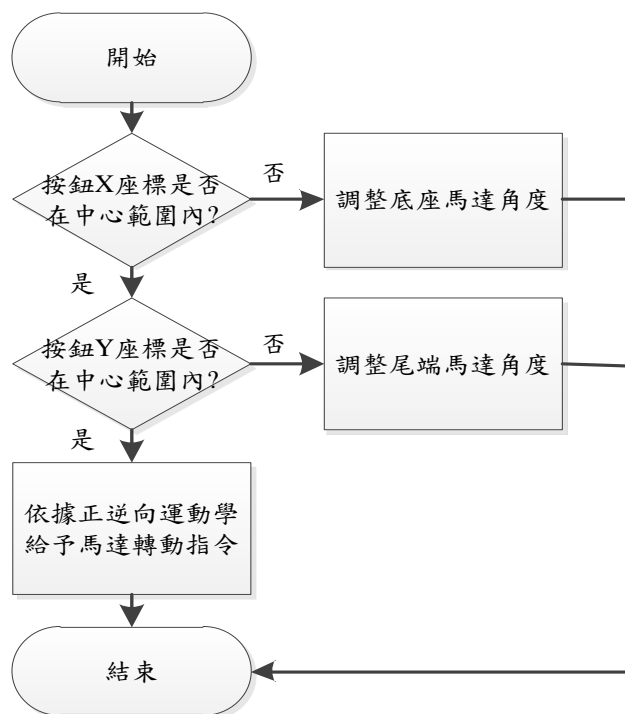 開始
按鈕X座標是否
在中心範圍內?
否
調整底座馬達角度
是
按鈕Y座標是否
在中心範圍內?
否
調整尾端馬達角度
是
依據正逆向運動學
給予馬達轉動指令
結束